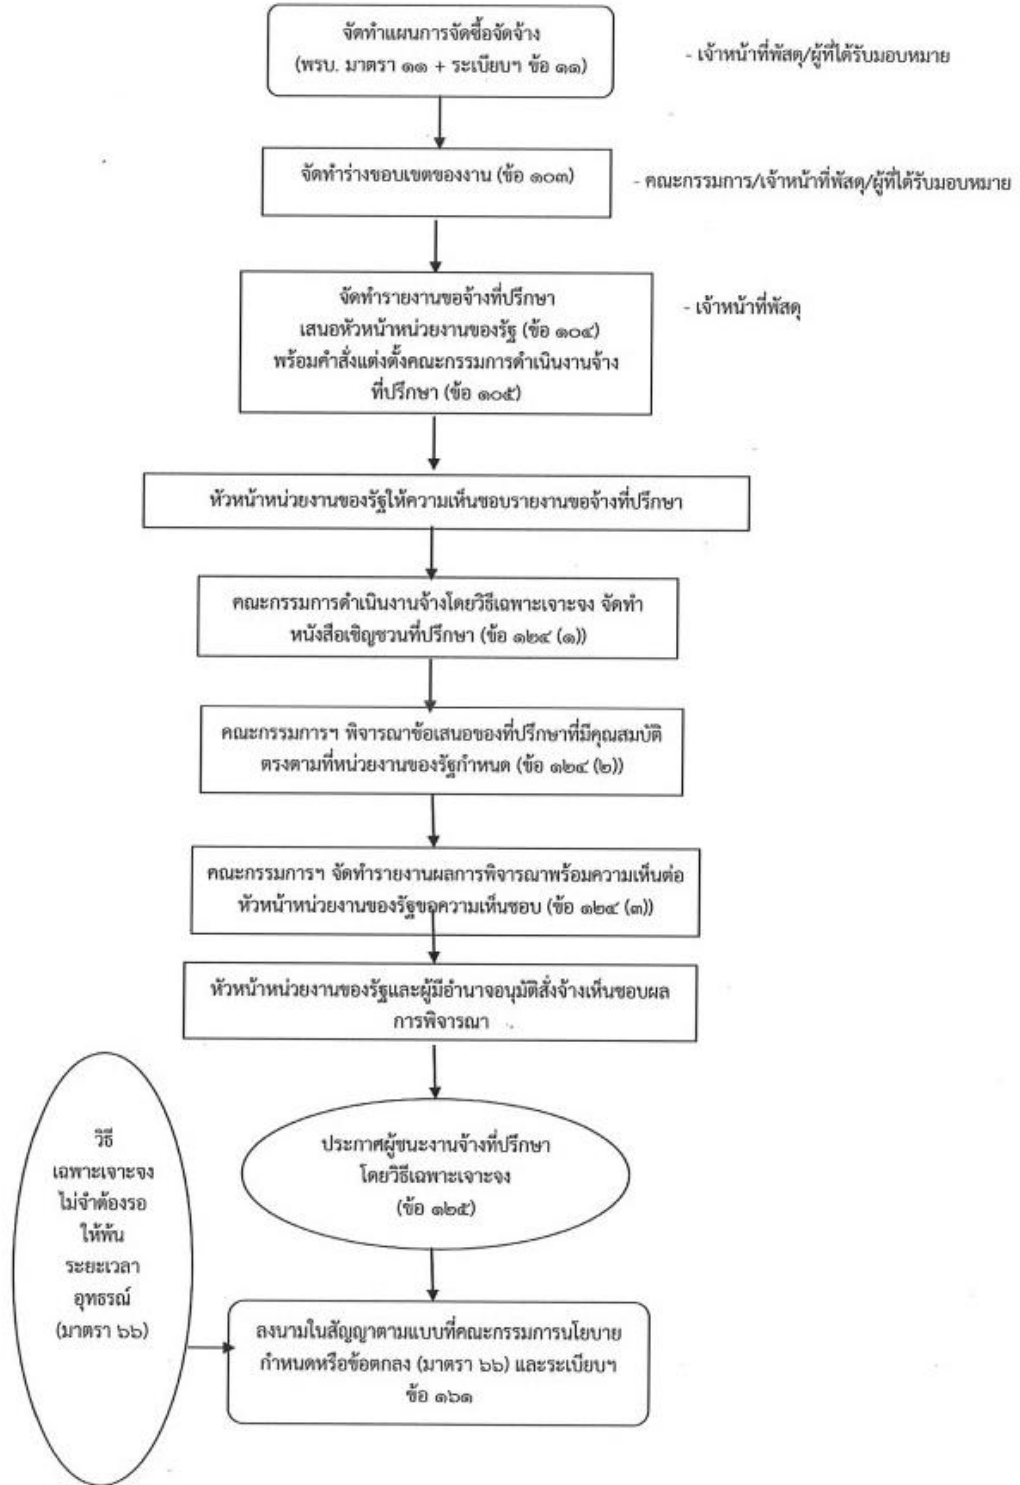 จัดทำแผนการจัดซื้อจัดจ้าง
(พรบ. มาตรา ๑๑ + ระเบียบฯ ข้อ ๑๑)
- เจ้าหน้าที่พัสดุ/ผู้ที่ได้รับมอบหมาย
จัดทำร่างขอบเขตของงาน (ข้อ ๑๐๓)
- คณะกรรมการ/เจ้าหน้าที่พัสดุ/ผู้ที่ได้รับมอบหมาย
จัดทำรายงานขอจ้างที่ปรึกษา
เสนอหัวหน้าหน่วยงานของรัฐ (ข้อ ๑๐๔)
พร้อมคำสั่งแต่งตั้งคณะกรรมการดำเนินงานจ้าง
ที่ปรึกษา (ข้อ ๑๐๕)
- เจ้าหน้าที่พัสดุ
หัวหน้าหน่วยงานของรัฐให้ความเห็นชอบรายงานขอจ้างที่ปรึกษา
คณะกรรมการดำเนินงานจ้างโดยวิธีเฉพาะเจาะจง จัดทำ
หนังสือเชิญชวนที่ปรึกษา (ข้อ ๑๒๔ (๑))
คณะกรรมการฯ พิจารณาข้อเสนอของที่ปรึกษาที่มีคุณสมบัติ
ตรงตามที่หน่วยงานของรัฐกำหนด (ข้อ ๑๒๔ (๒))
คณะกรรมการฯ จัดทำรายงานผลการพิจารณาพร้อมความเห็นต่อ
หัวหน้าหน่วยงานของรัฐขอความเห็นชอบ (ข้อ ๑๒๔ (๓))
หัวหน้าหน่วยงานของรัฐและผู้มีอำนาจอนุมัติสั่งจ้างเห็นชอบผล
การพิจารณา
ประกาศผู้ชนะงานจ้างที่ปรึกษา
โดยวิธีเฉพาะเจาะจง
(ข้อ ๑๒๕)
วิธี
เฉพาะเจาะจง
ไม่จำต้องรอ
ให้พ้น
ระยะเวลา
อุทธรณ์
(มาตรา ๖๖)
ลงนามในสัญญาตามแบบที่คณะกรรมการนโยบาย
กำหนดหรือข้อตกลง (มาตรา ๖๖) และระเบียบฯ
ข้อ ๑๖๑